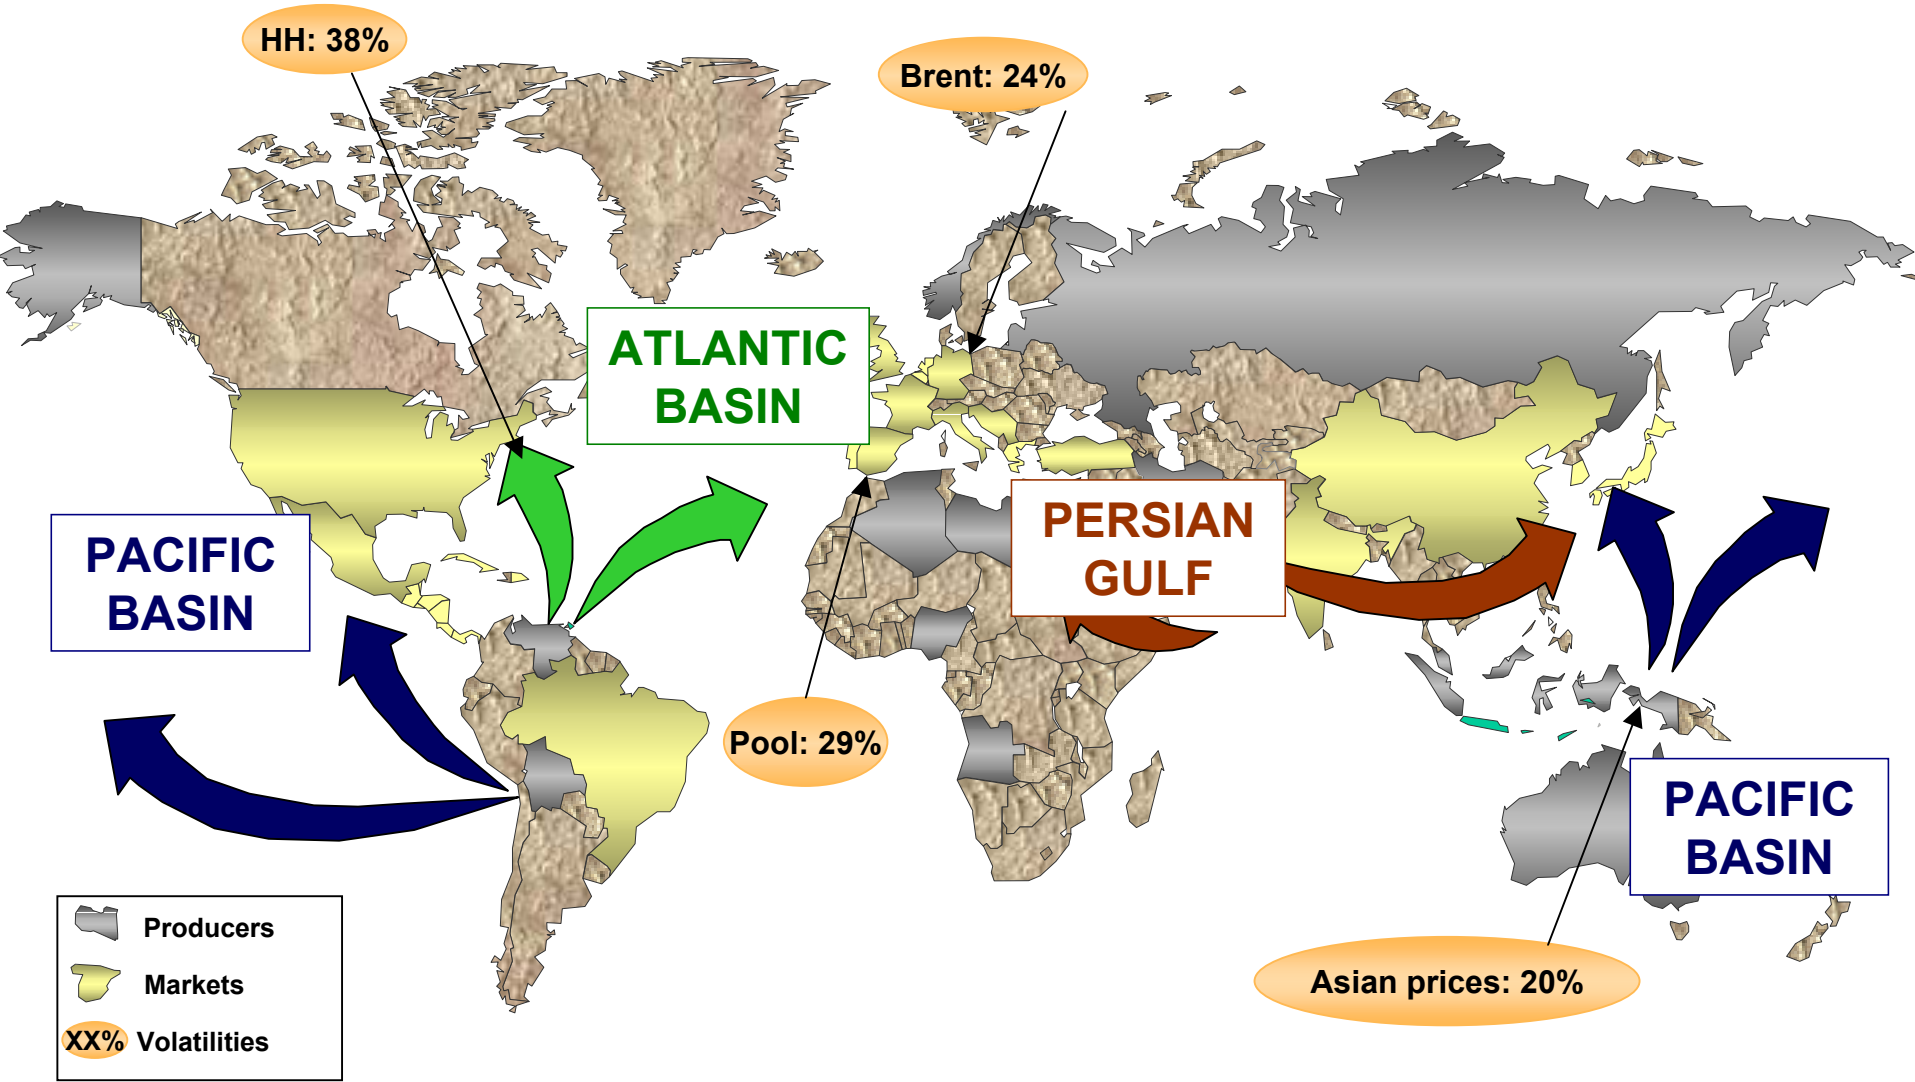 HH: 38%
Brent: 24%
ATLANTIC
BASIN
PERSIAN
GULF
PACIFIC
BASIN
Pool: 29%
PACIFIC
BASIN
Asian prices: 20%
Producers
Markets
XX% Volatilities